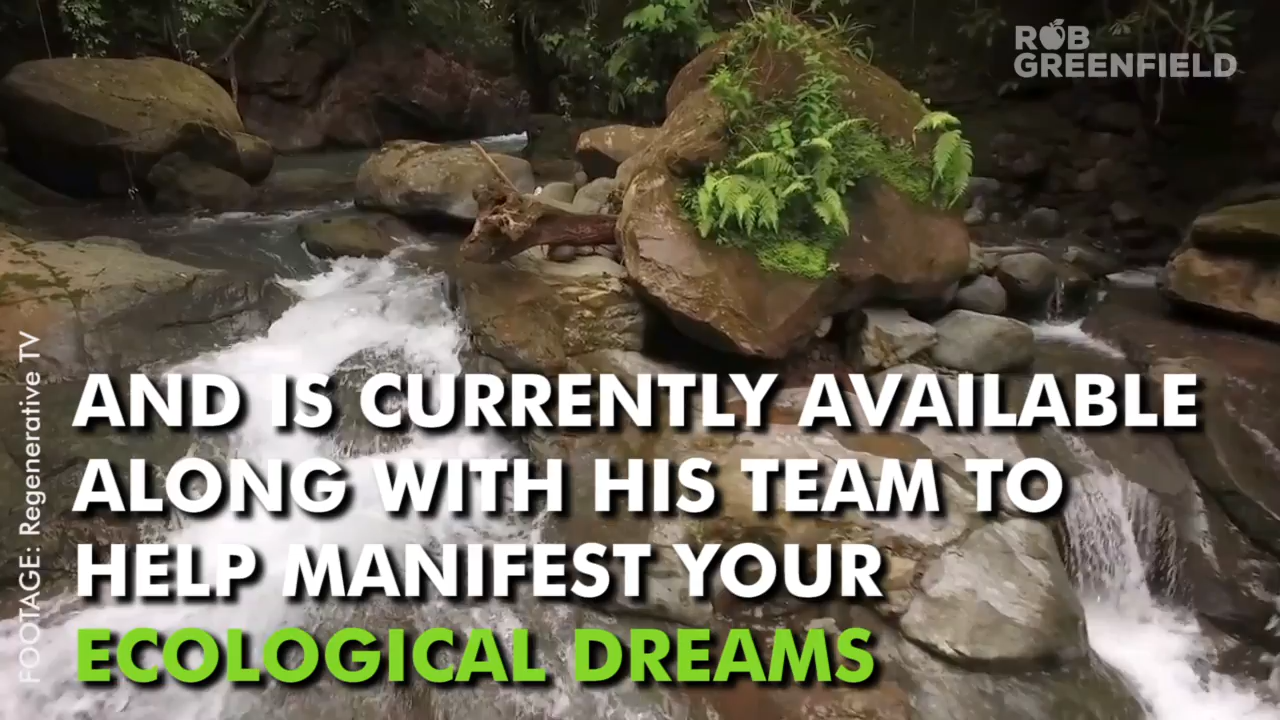 ROB
GREENFIELD
AND IS CURRENTLY AVAILABLE
ALONG WITH HIS TEAM TO
HELP MANIFEST YOUR
ECOLOGICAL DREAMS
FOOTAGE: Regenerative TV